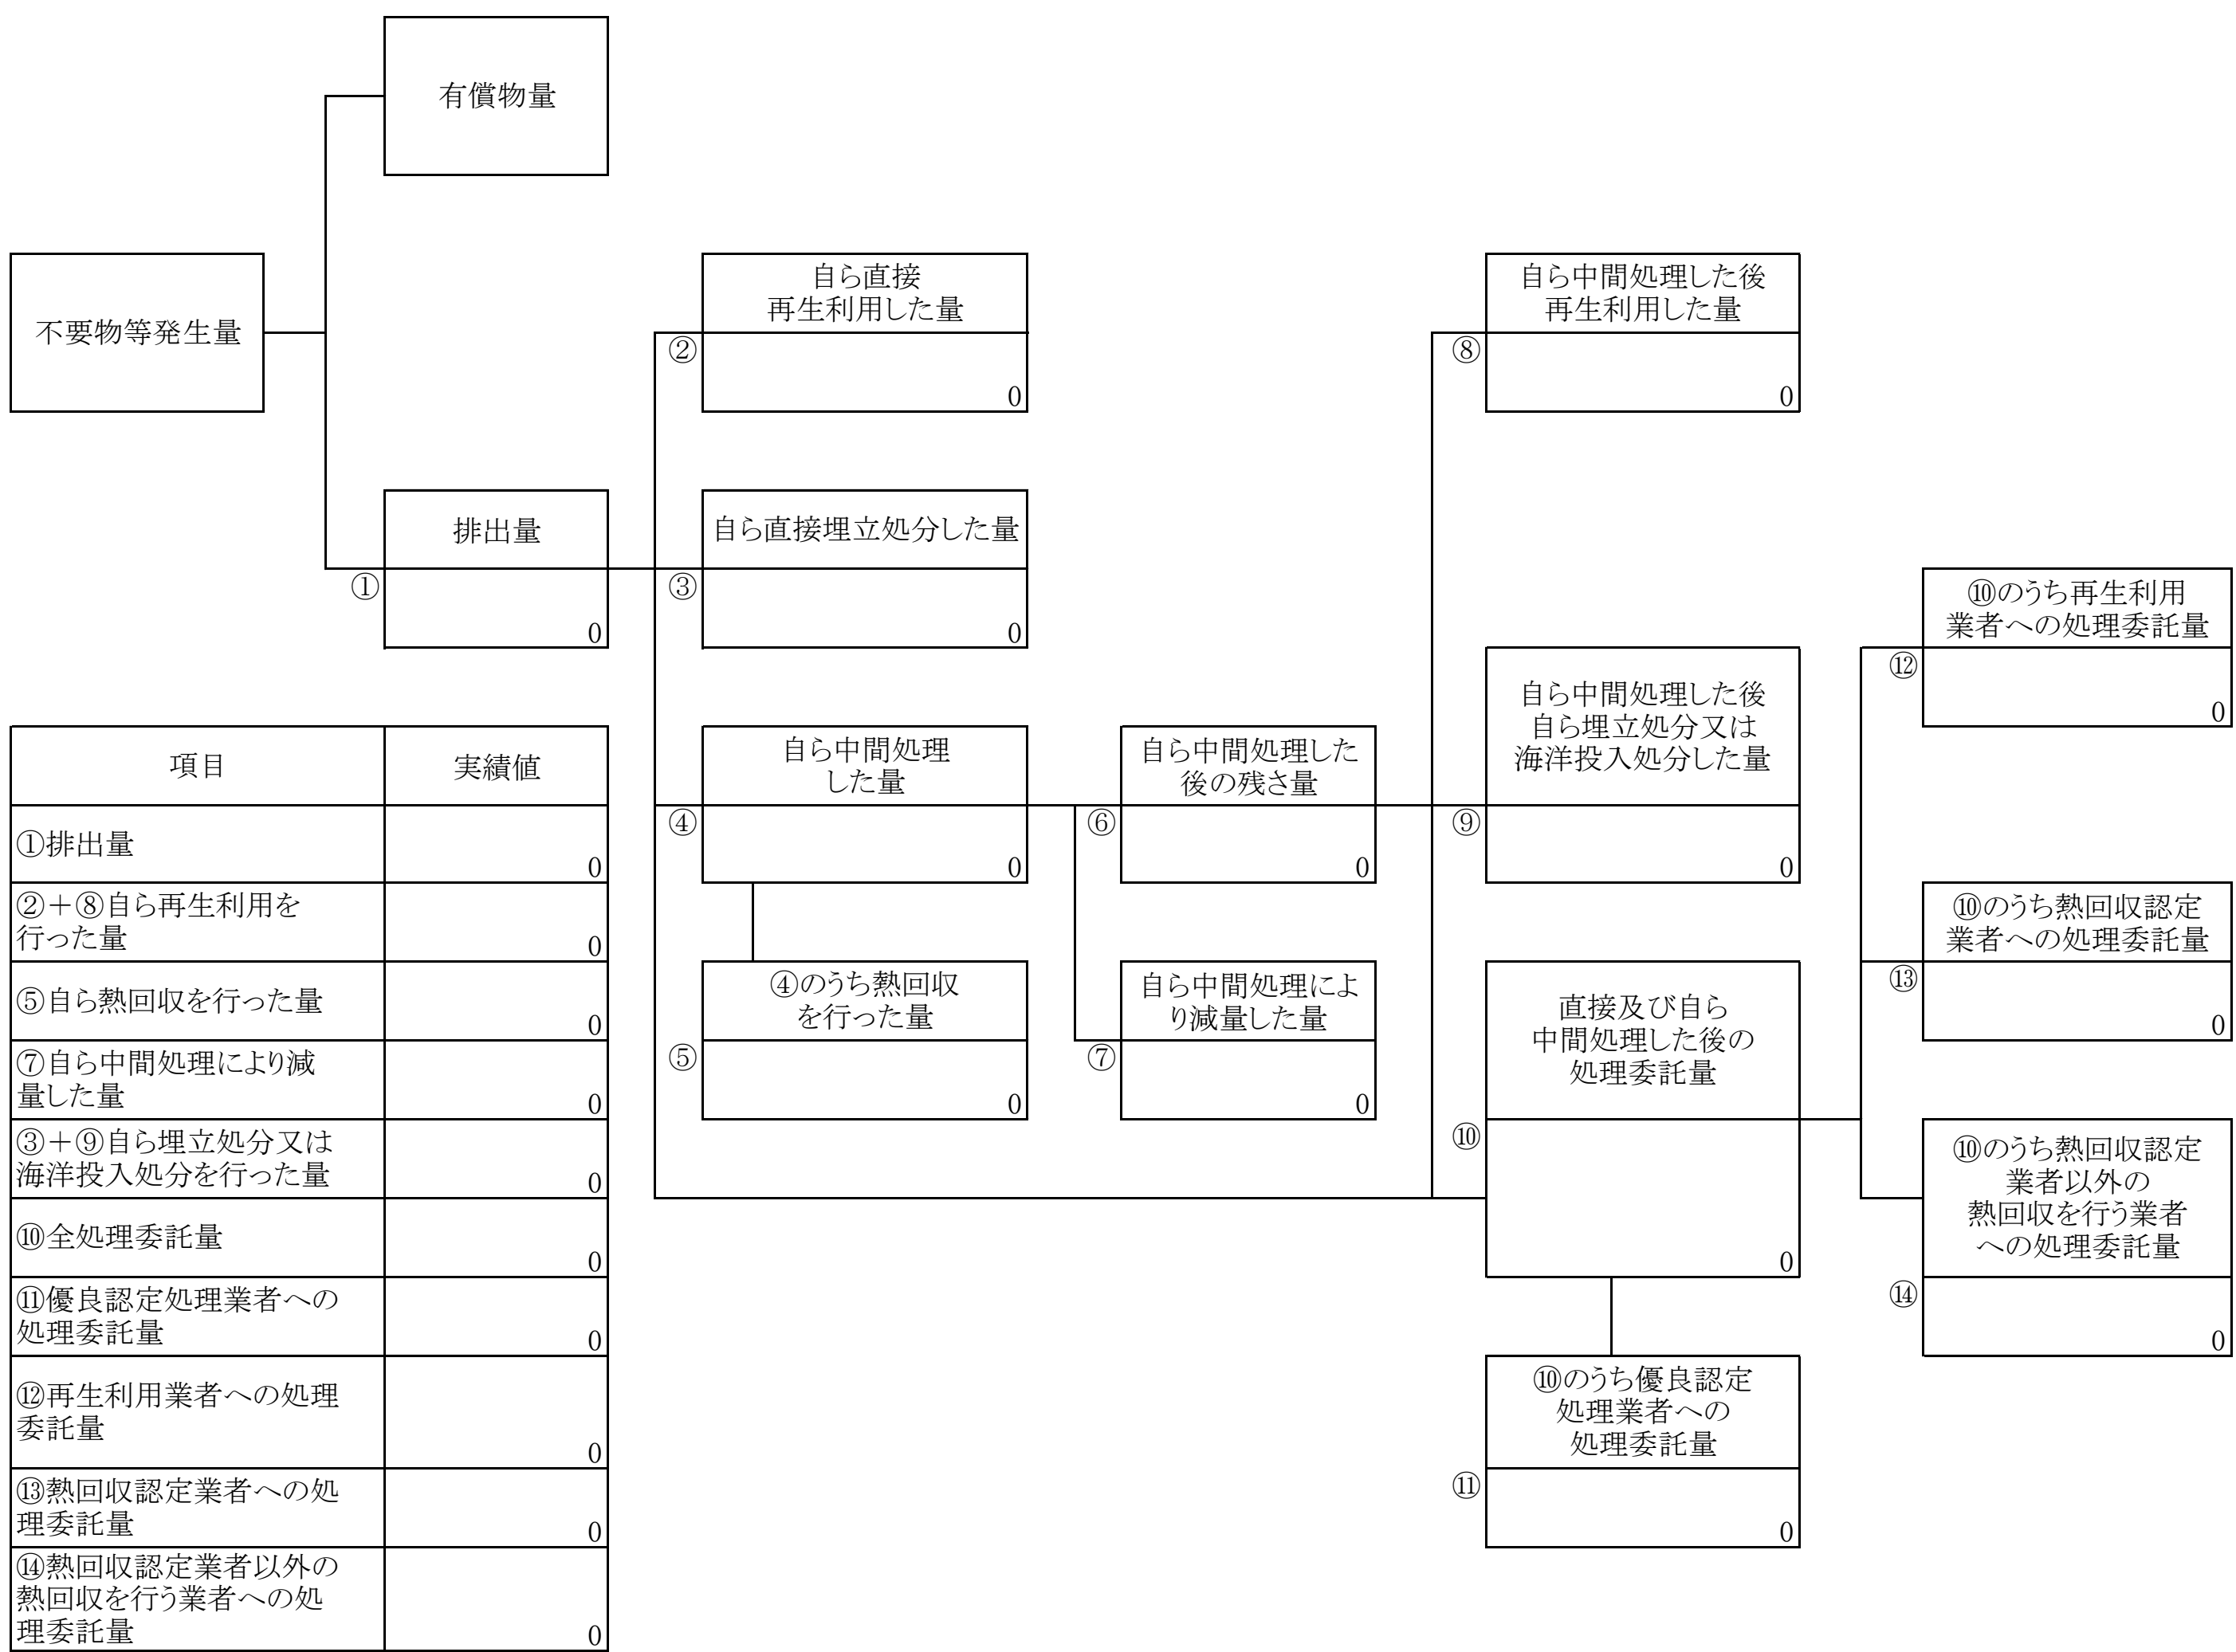 有償物量
不要物等発生量
排出量
①
0
自ら直接
再生利用した量
②
0
自ら直接埋立処分した量
③
0
自ら中間処理
した量
④
0
④のうち熱回収
を行った量
⑤
0
自ら中間処理した
後の残さ量
⑥
0
自ら中間処理によ
り減量した量
⑦
0
自ら中間処理した後
再生利用した量
⑧
0
自ら中間処理した後
自ら埋立処分又は
海洋投入処分した量
⑨
0
直接及び自ら
中間処理した後の
処理委託量
⑩
0
⑩のうち優良認定
処理業者への
処理委託量
⑪
0
⑩のうち再生利用
業者への処理委託量
⑫
0
⑩のうち熱回収認定
業者への処理委託量
⑬
0
⑩のうち熱回収認定
業者以外の
熱回収を行う業者
への処理委託量
⑭
0
項目
実績値
①排出量
0
②+⑧自ら再生利用を
行った量
0
⑤自ら熱回収を行った量
0
⑦自ら中間処理により減
量した量
0
③+⑨自ら埋立処分又は
海洋投入処分を行った量
0
⑩全処理委託量
0
⑪優良認定処理業者への
処理委託量
0
⑫再生利用業者への処理
委託量
0
⑬熱回収認定業者への処
理委託量
0
⑭熱回収認定業者以外の
熱回収を行う業者への処
理委託量
0